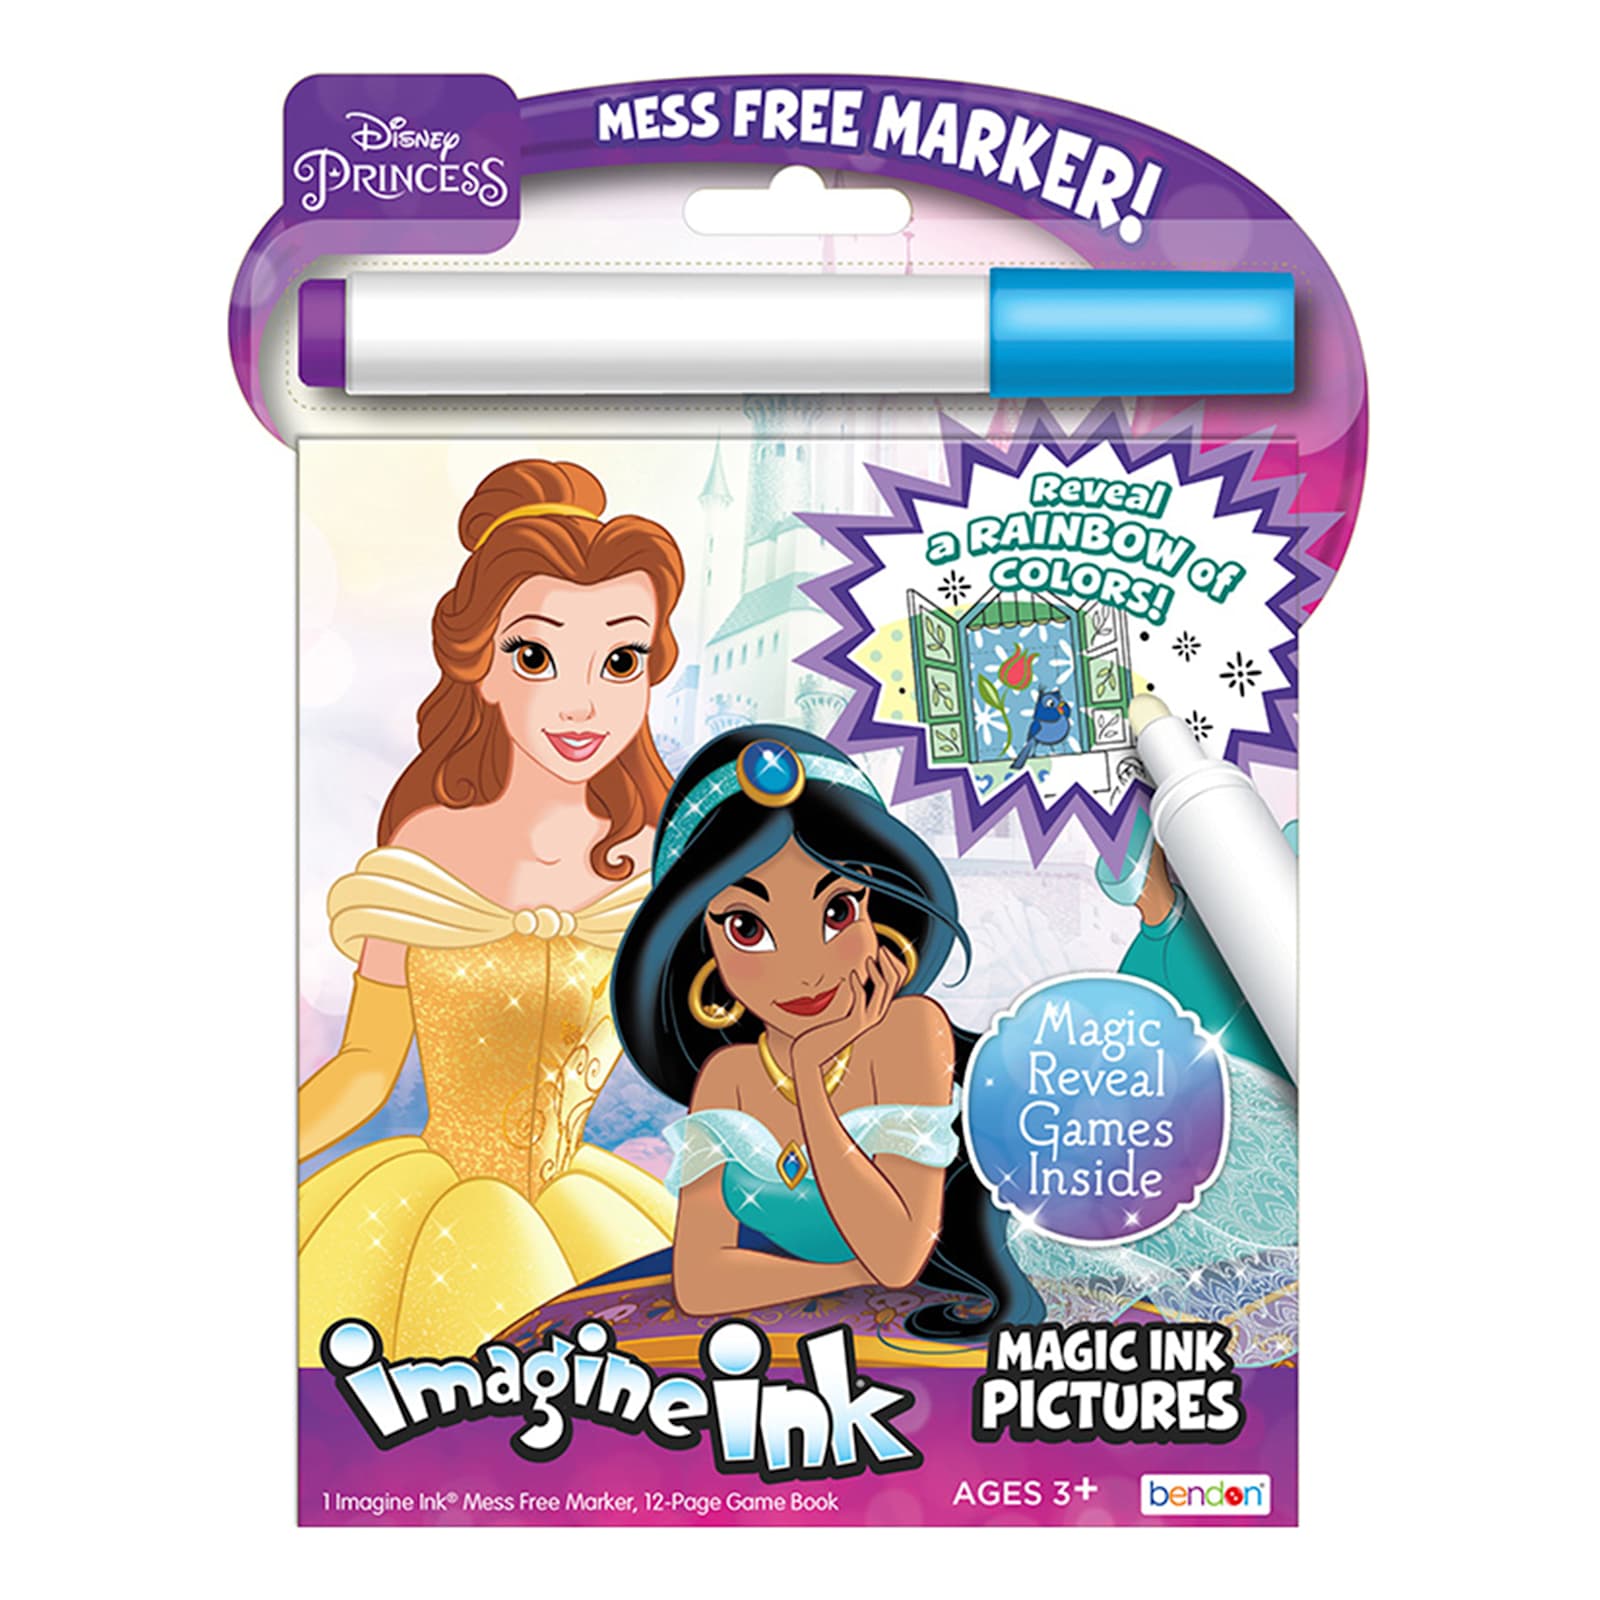 Disney
PRINCESS
MESS FREE MARKER!
Reveal
a RAINBOW of
COLORS!
Magic
Reveal
Games
Inside
imagine ink
MAGIC INK
PICTURES
1 Imagine Ink® Mess Free Marker, 12-Page Game Book
AGES 3+
bendon®